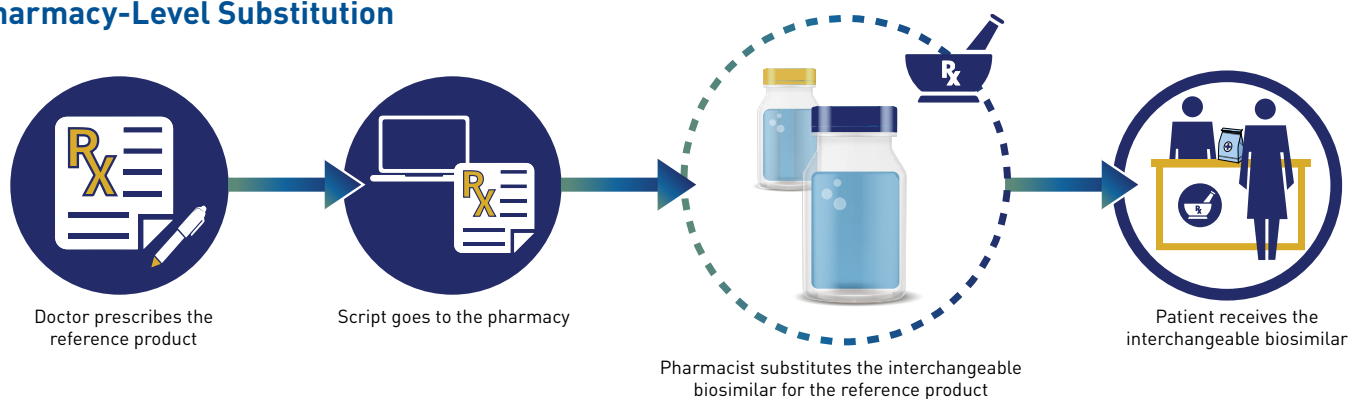 harmacy-Level Substitution
Rx
Rx
Rx
Rx
Doctor prescribes the
reference product
Script goes to the pharmacy
Pharmacist substitutes the interchangeable
biosimilar for the reference product
Patient receives the
interchangeable biosimilar